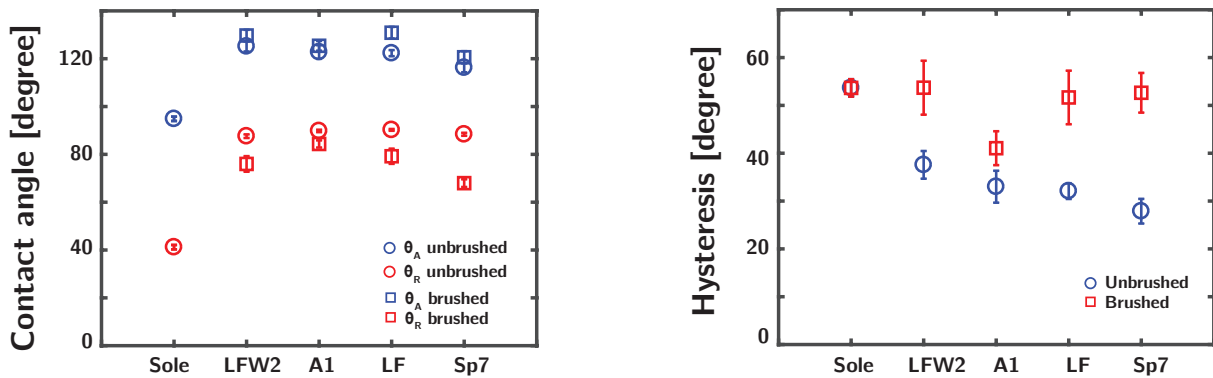 Contact angle [degree]
120
80
40
0
θA unbrushed
θR unbrushed
θA brushed
θR brushed
Sole LFW2 A1 LF Sp7
Hysteresis [degree]
60
40
20
0
Unbrushed
Brushed
Sole LFW2 A1 LF Sp7